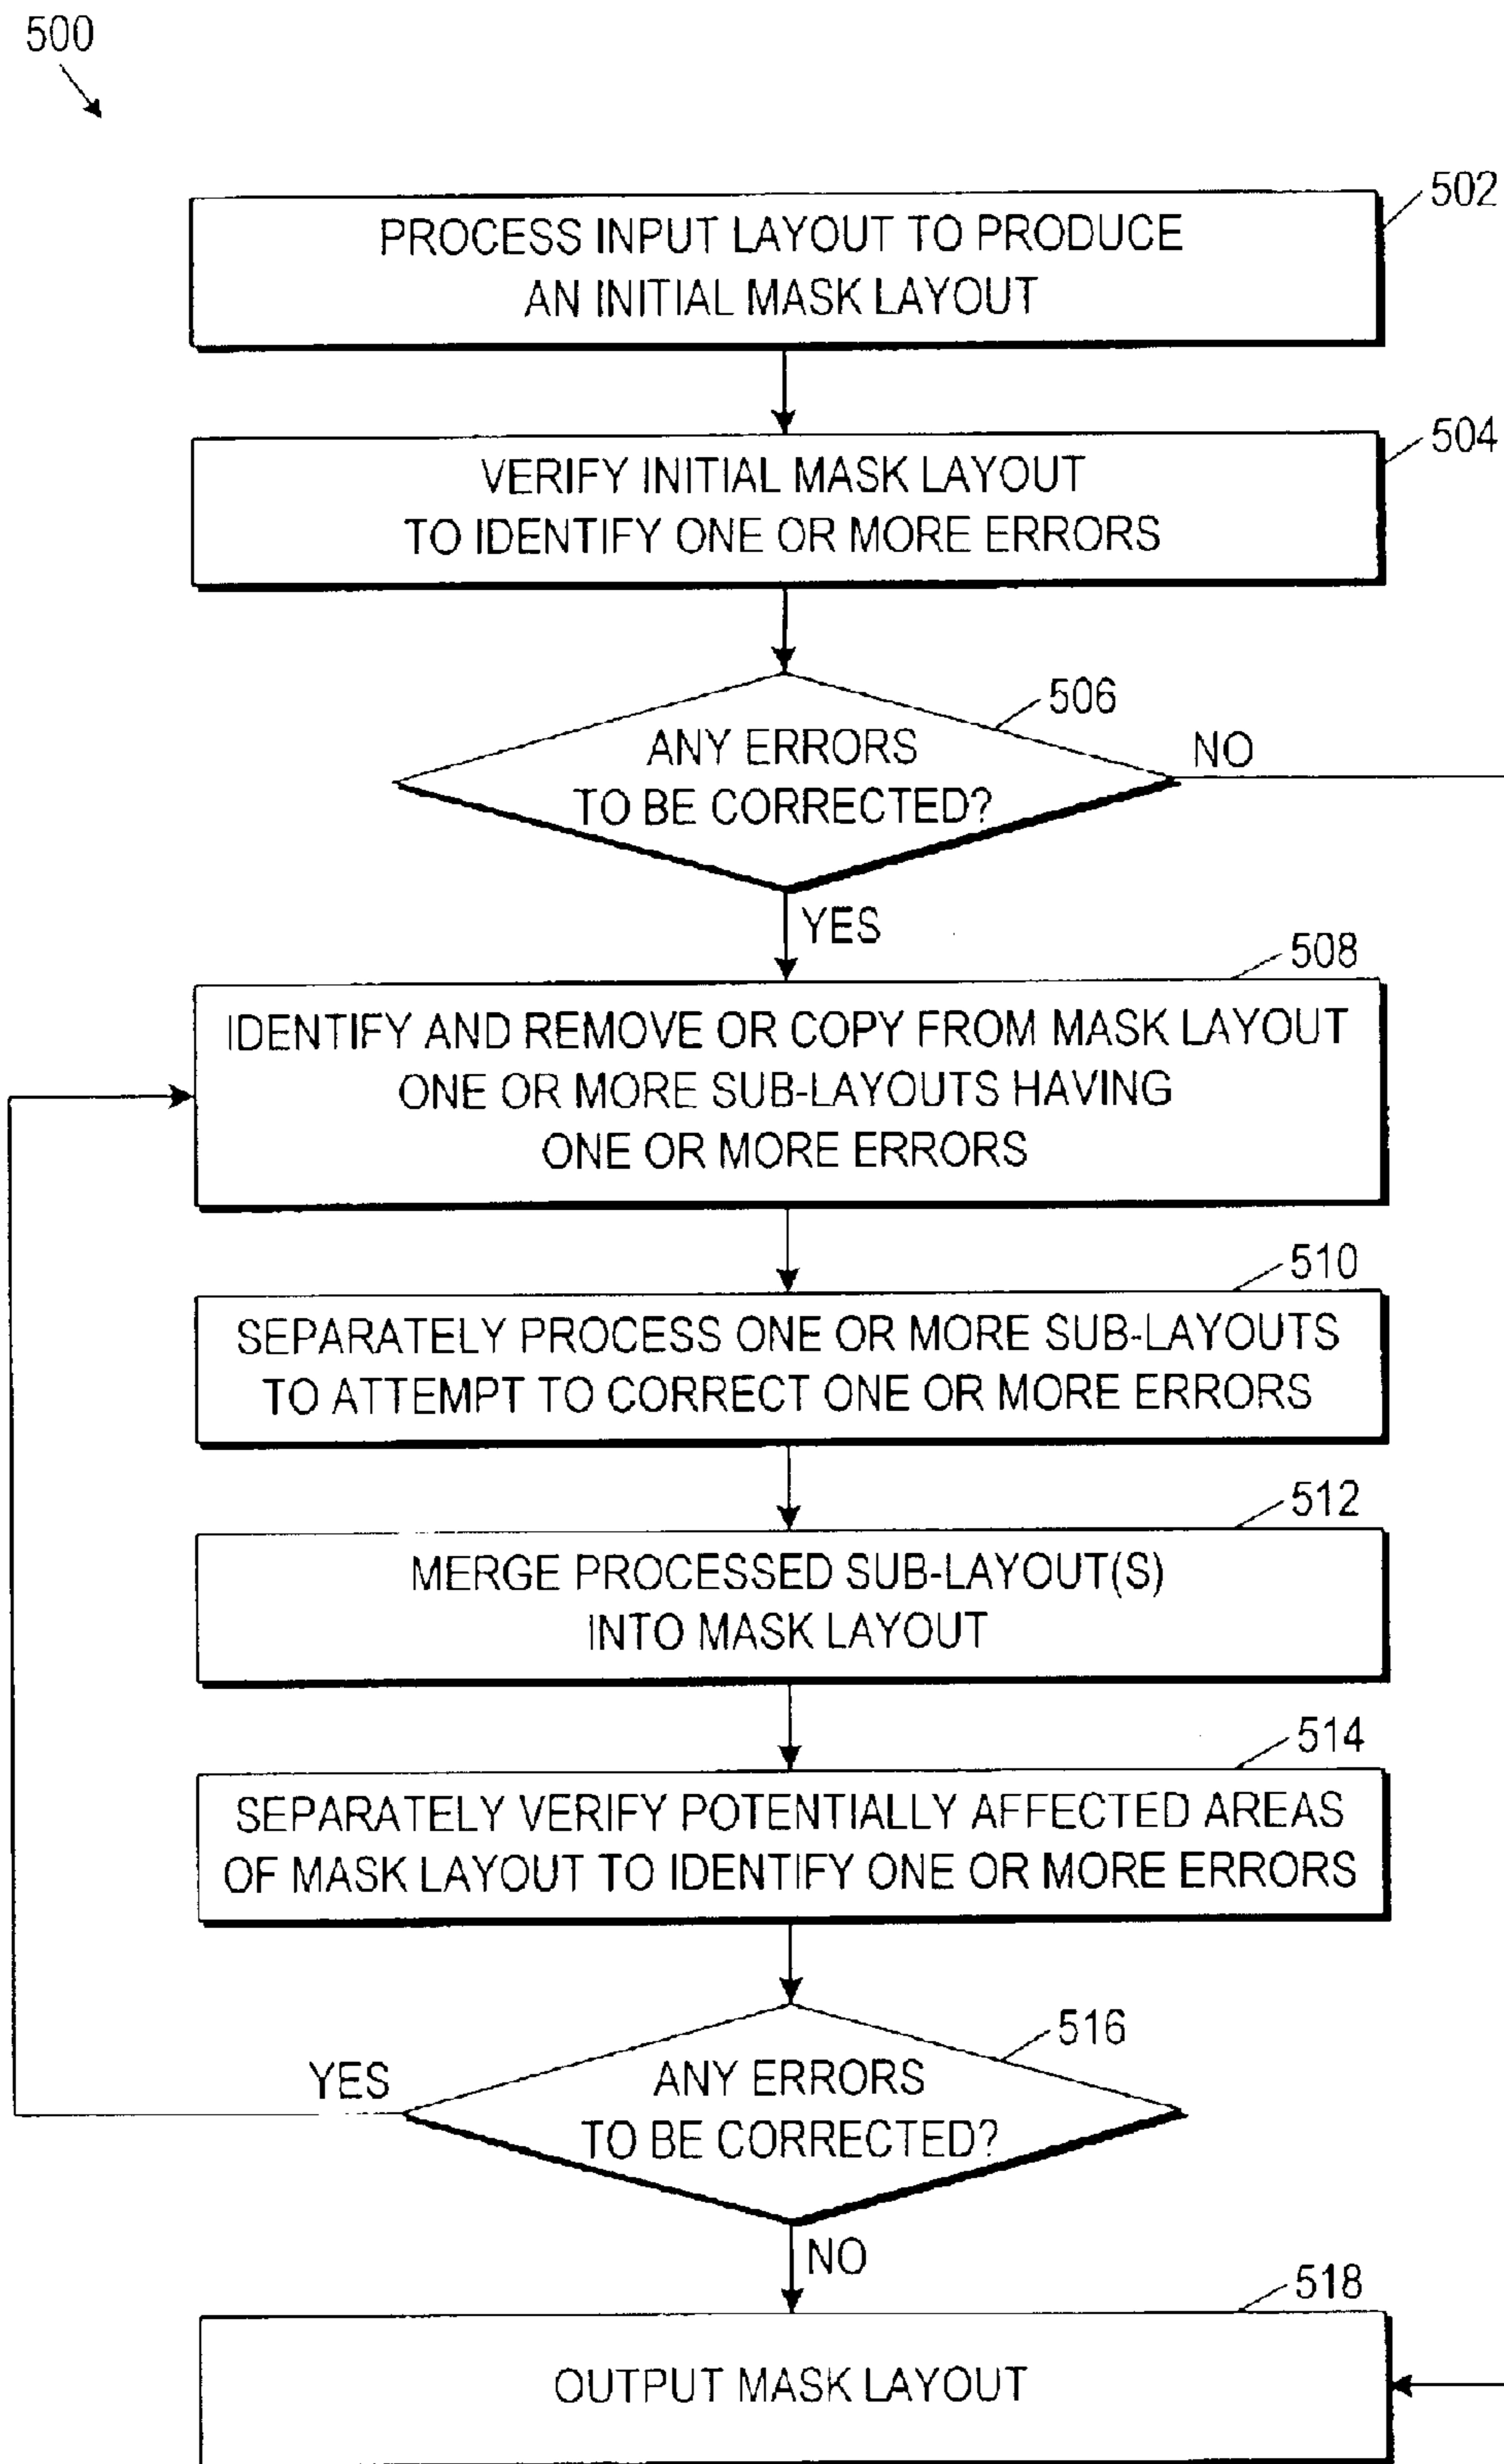 500
502
PROCESS INPUT LAYOUT TO PRODUCE
AN INITIAL MASK LAYOUT
504
VERIFY INITIAL MASK LAYOUT
TO IDENTIFY ONE OR MORE ERRORS
506
ANY ERRORS
TO BE CORRECTED?
NO
YES
508
IDENTIFY AND REMOVE OR COPY FROM MASK LAYOUT
ONE OR MORE SUB-LAYOUTS HAVING
ONE OR MORE ERRORS
510
SEPARATELY PROCESS ONE OR MORE SUB-LAYOUTS
TO ATTEMPT TO CORRECT ONE OR MORE ERRORS
512
MERGE PROCESSED SUB-LAYOUT(S)
INTO MASK LAYOUT
514
SEPARATELY VERIFY POTENTIALLY AFFECTED AREAS
OF MASK LAYOUT TO IDENTIFY ONE OR MORE ERRORS
516
YES
ANY ERRORS
TO BE CORRECTED?
NO
518
OUTPUT MASK LAYOUT